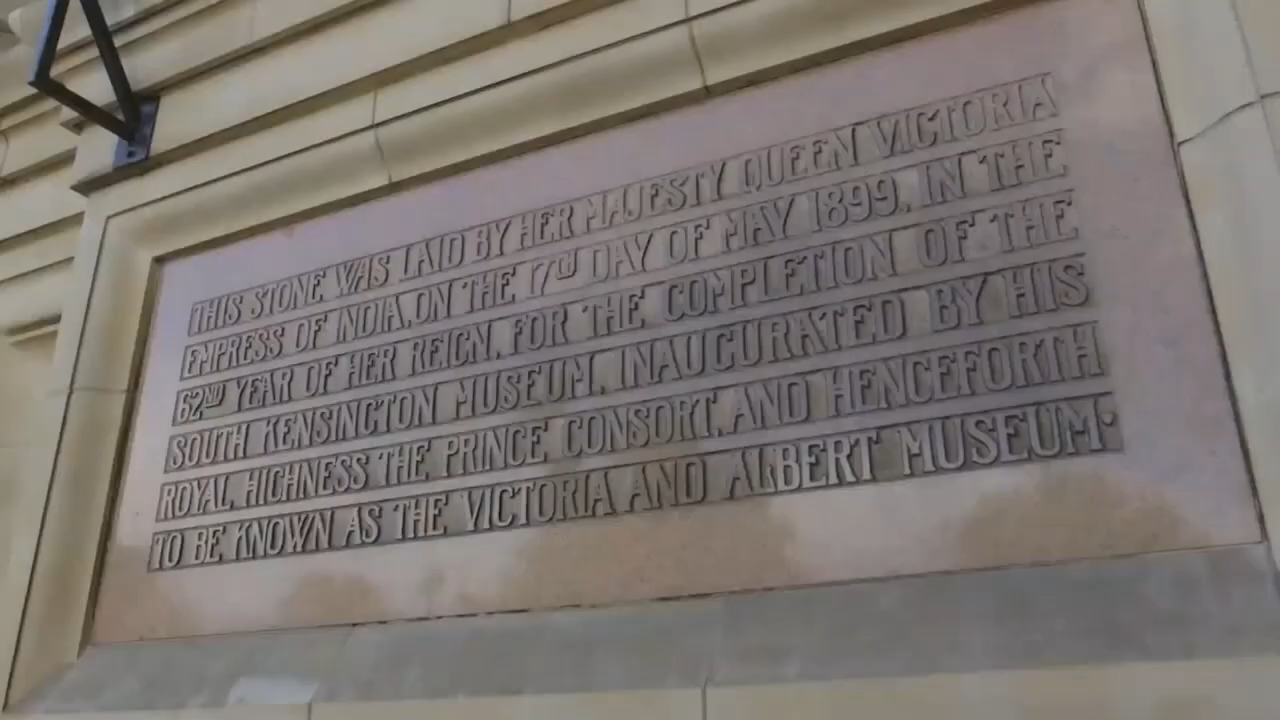 THIS STONE WAS LAID BY HER MAJESTY QUEEN VICTORIA
EMPRESS OF INDIA, ON THE 17TH DAY OF MAY 1899, IN THE
62ND YEAR OF HER REIGN, FOR THE COMPLETION OF THE
SOUTH KENSINGTON MUSEUM, INAUGURATED BY HIS
ROYAL HIGHNESS THE PRINCE CONSORT, AND HENCEFORTH
TO BE KNOWN AS THE VICTORIA AND ALBERT MUSEUM·